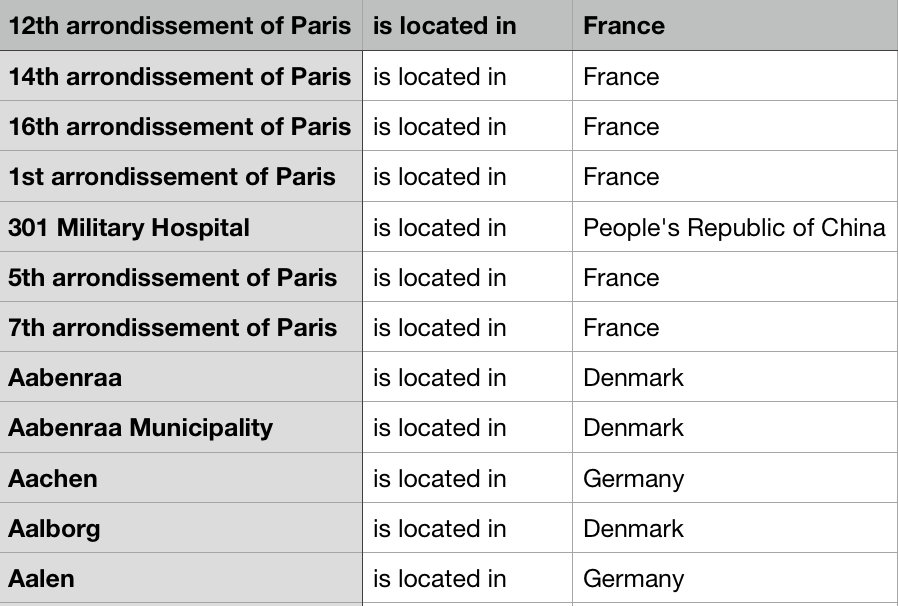 12th arrondissement of Paris is located in France
14th arrondissement of Paris is located in France
16th arrondissement of Paris is located in France
1st arrondissement of Paris is located in France
301 Military Hospital is located in People's Republic of China
5th arrondissement of Paris is located in France
7th arrondissement of Paris is located in France
Aabenraa is located in Denmark
Aabenraa Municipality is located in Denmark
Aachen is located in Germany
Aalborg is located in Denmark
Aalen is located in Germany